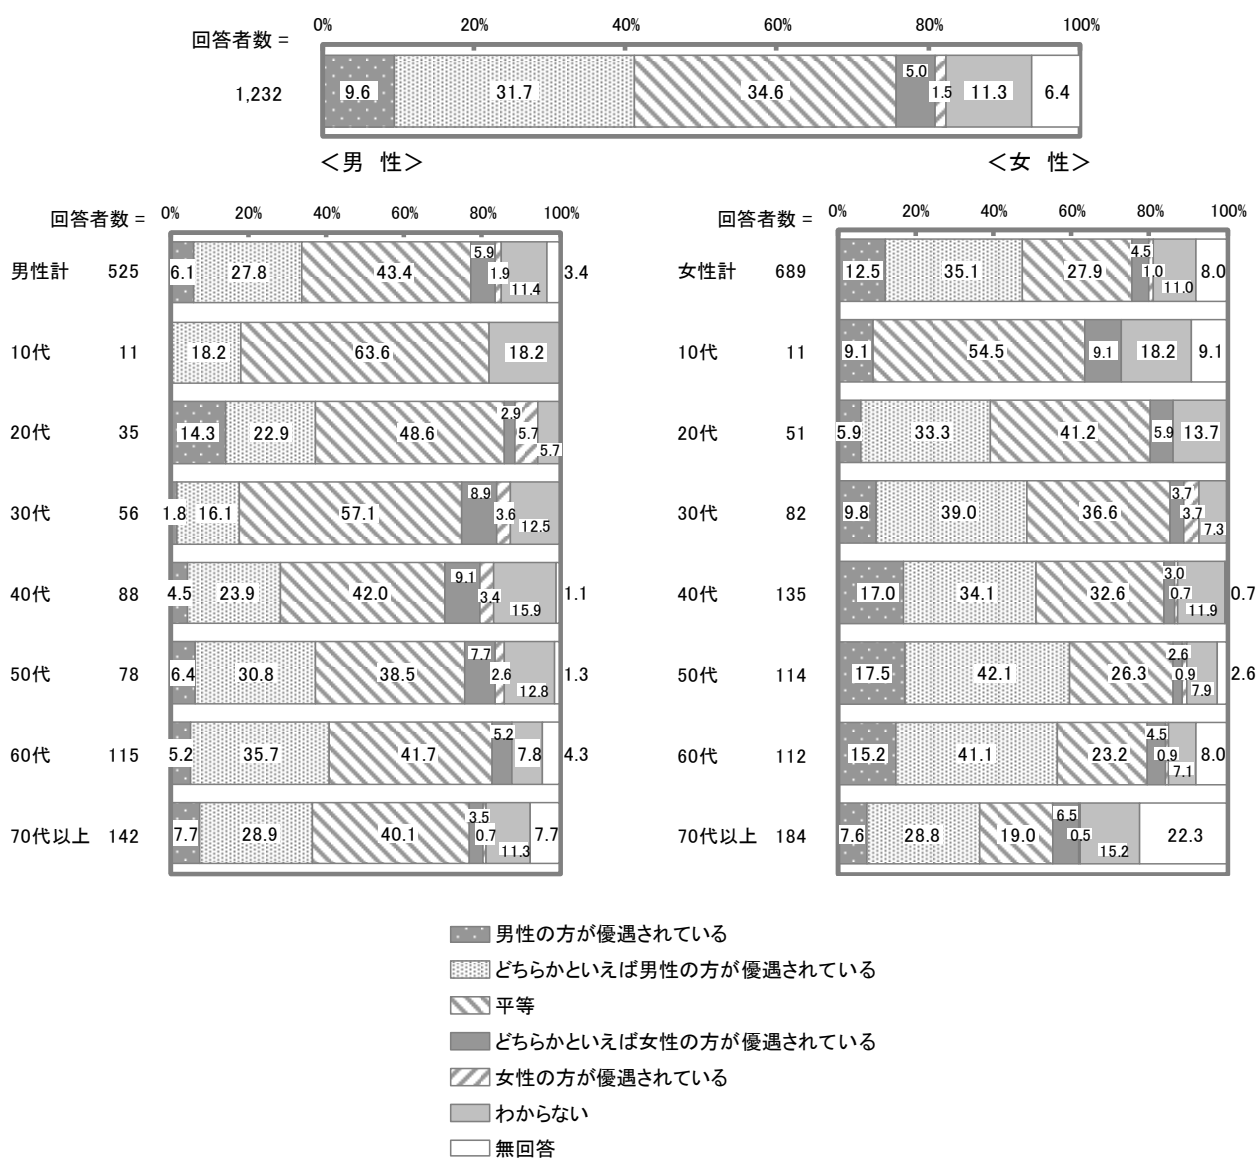 0% 20% 40% 60% 80% 100%
回答者数 =
1,232 9.6 31.7 34.6 5.0 1.5 11.3 6.4
＜男 性＞
回答者数 = 0% 20% 40% 60% 80% 100%
男性計 525 6.1 27.8 43.4 5.9 1.9 11.4 3.4
10代 11 18.2 63.6 18.2
20代 35 14.3 22.9 48.6 2.9 5.7 5.7
30代 56 1.8 16.1 57.1 8.9 3.6 12.5
40代 88 4.5 23.9 42.0 9.1 3.4 15.9 1.1
50代 78 6.4 30.8 38.5 7.7 2.6 12.8 1.3
60代 115 5.2 35.7 41.7 5.2 7.8 4.3
70代以上 142 7.7 28.9 40.1 3.5 0.7 11.3 7.7
＜女 性＞
回答者数 = 0% 20% 40% 60% 80% 100%
女性計 689 12.5 35.1 27.9 4.5 1.0 11.0 8.0
10代 11 9.1 54.5 9.1 18.2 9.1
20代 51 5.9 33.3 41.2 5.9 13.7
30代 82 9.8 39.0 36.6 3.7 3.7 7.3
40代 135 17.0 34.1 32.6 3.0 0.7 11.9 0.7
50代 114 17.5 42.1 26.3 2.6 0.9 7.9 2.6
60代 112 15.2 41.1 23.2 4.5 0.9 7.1 8.0
70代以上 184 7.6 28.8 19.0 6.5 0.5 15.2 22.3
男性の方が優遇されている
どちらかといえば男性の方が優遇されている
平等
どちらかといえば女性の方が優遇されている
女性の方が優遇されている
わからない
無回答